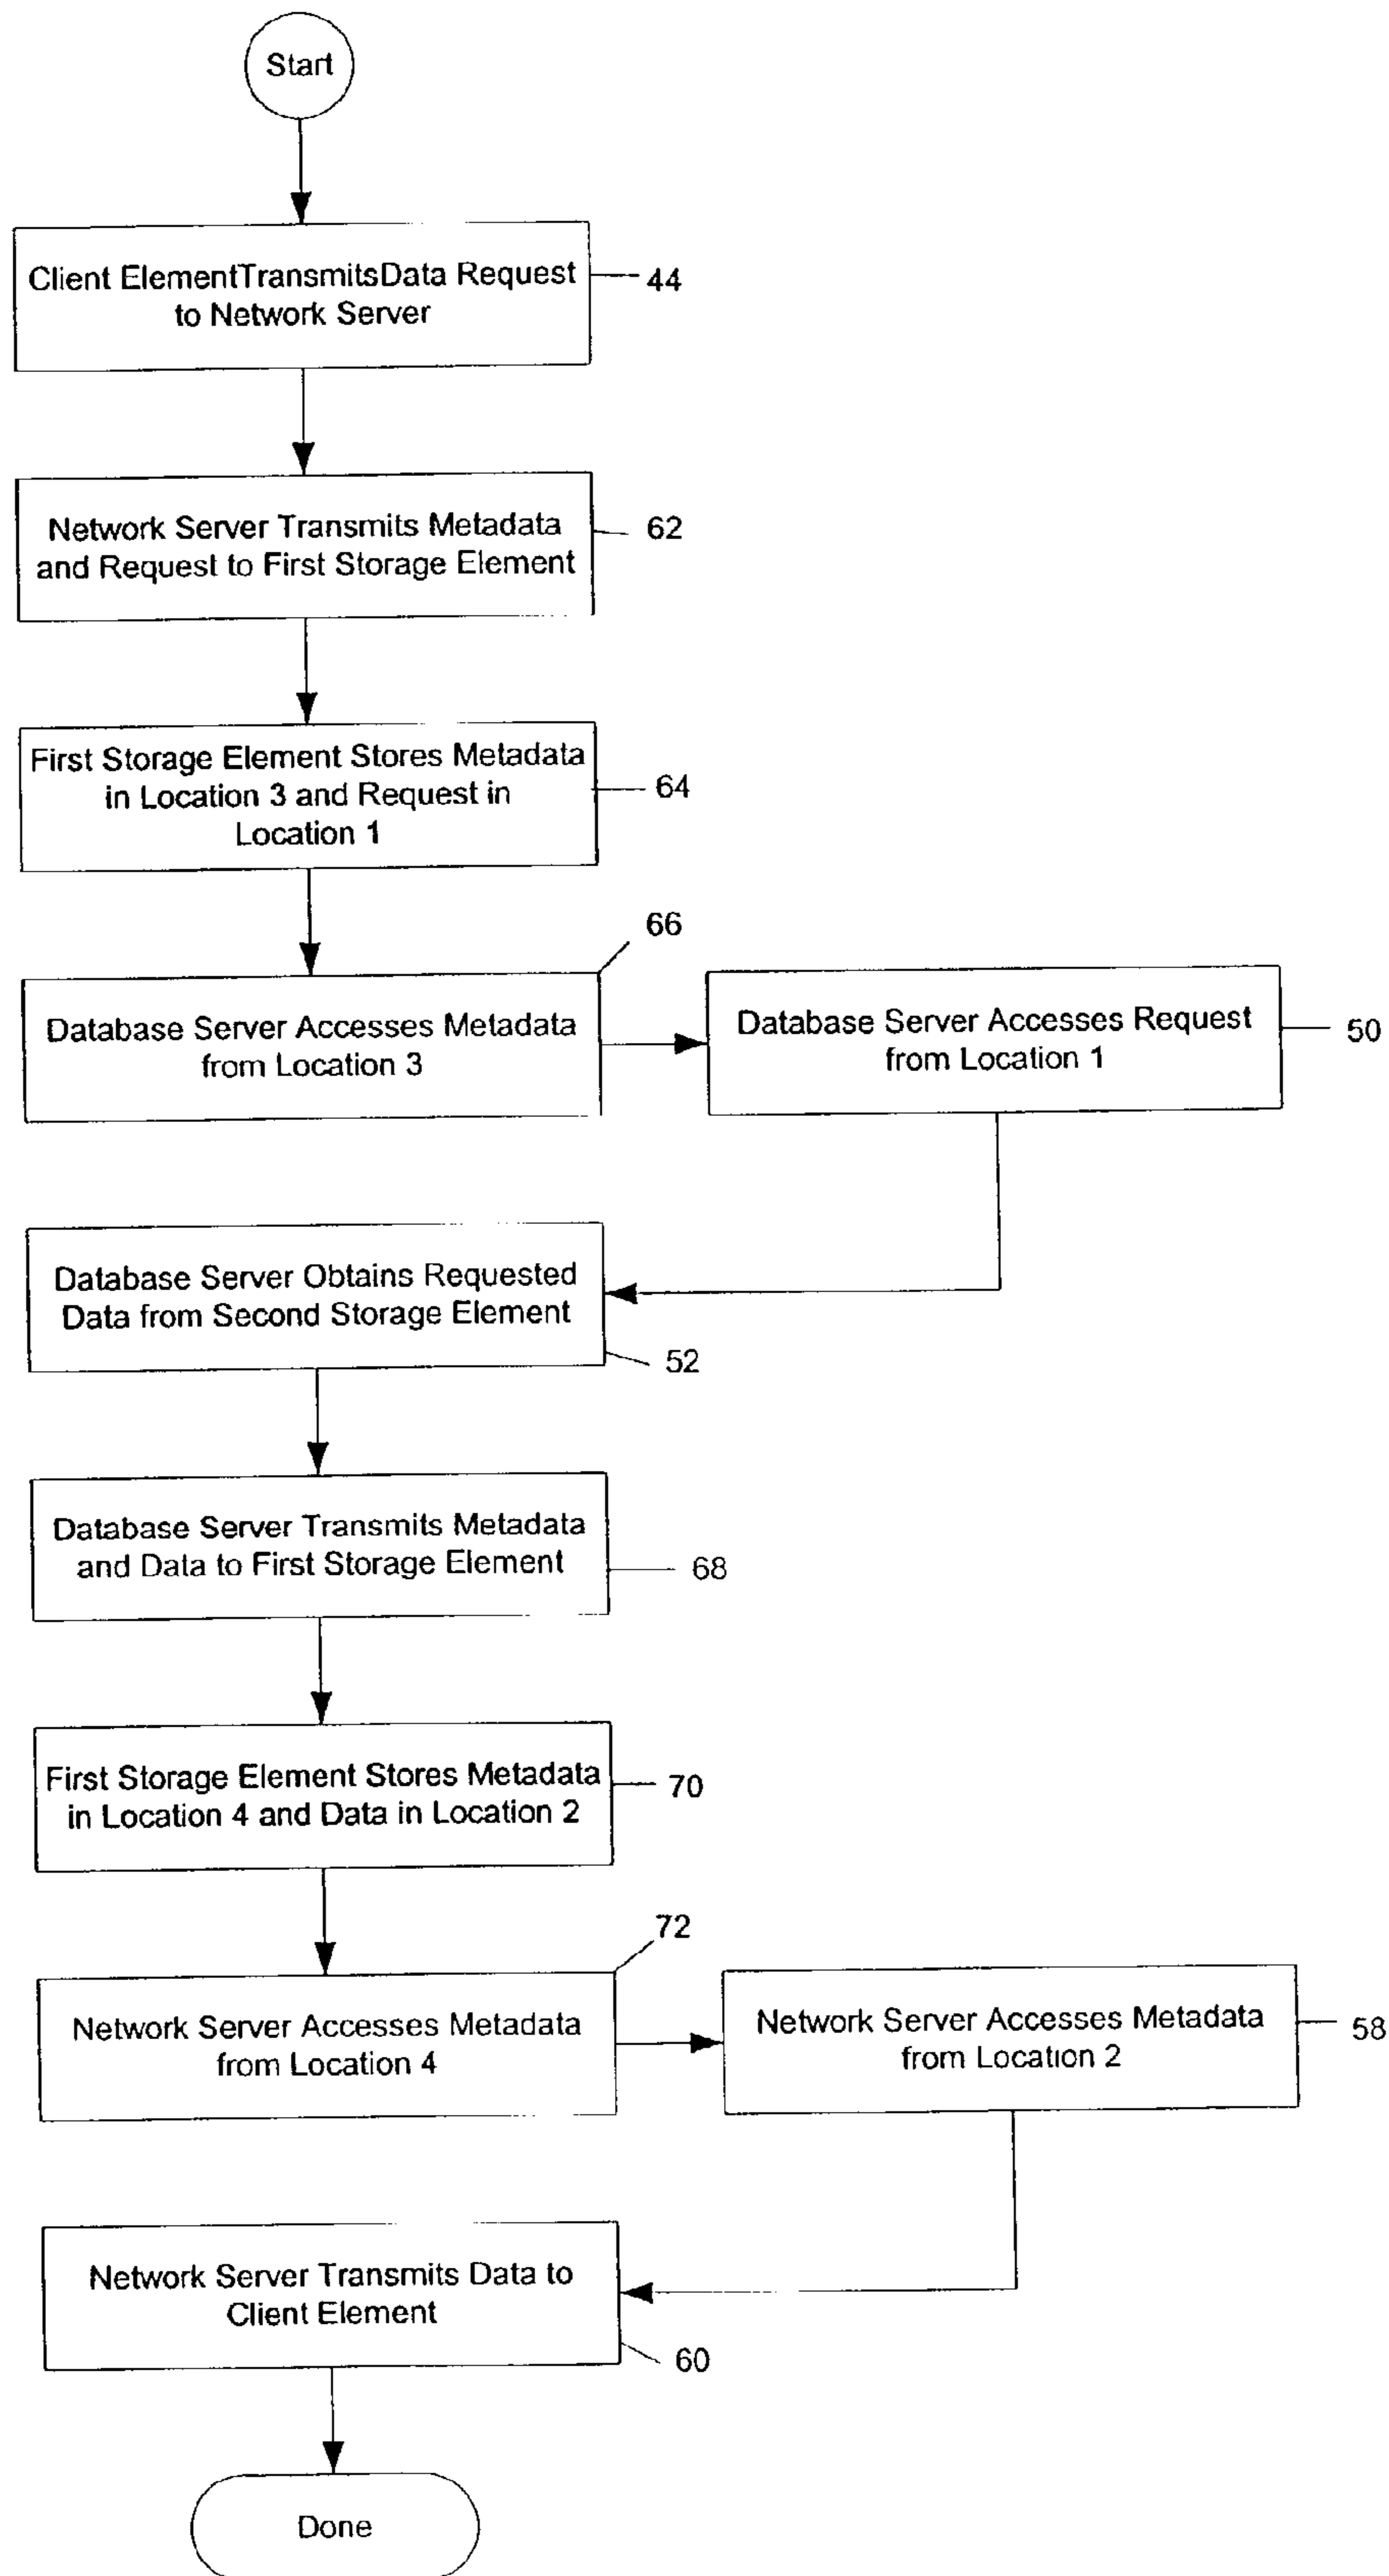 Start
Client ElementTransmitsData Request
to Network Server
44
Network Server Transmits Metadata
and Request to First Storage Element
62
First Storage Element Stores Metadata
in Location 3 and Request in
Location 1
64
66
Database Server Accesses Metadata
from Location 3
Database Server Accesses Request
from Location 1
50
Database Server Obtains Requested
Data from Second Storage Element
52
Database Server Transmits Metadata
and Data to First Storage Element
68
First Storage Element Stores Metadata
in Location 4 and Data in Location 2
70
72
Network Server Accesses Metadata
from Location 4
Network Server Accesses Metadata
from Location 2
58
Network Server Transmits Data to
Client Element
60
Done